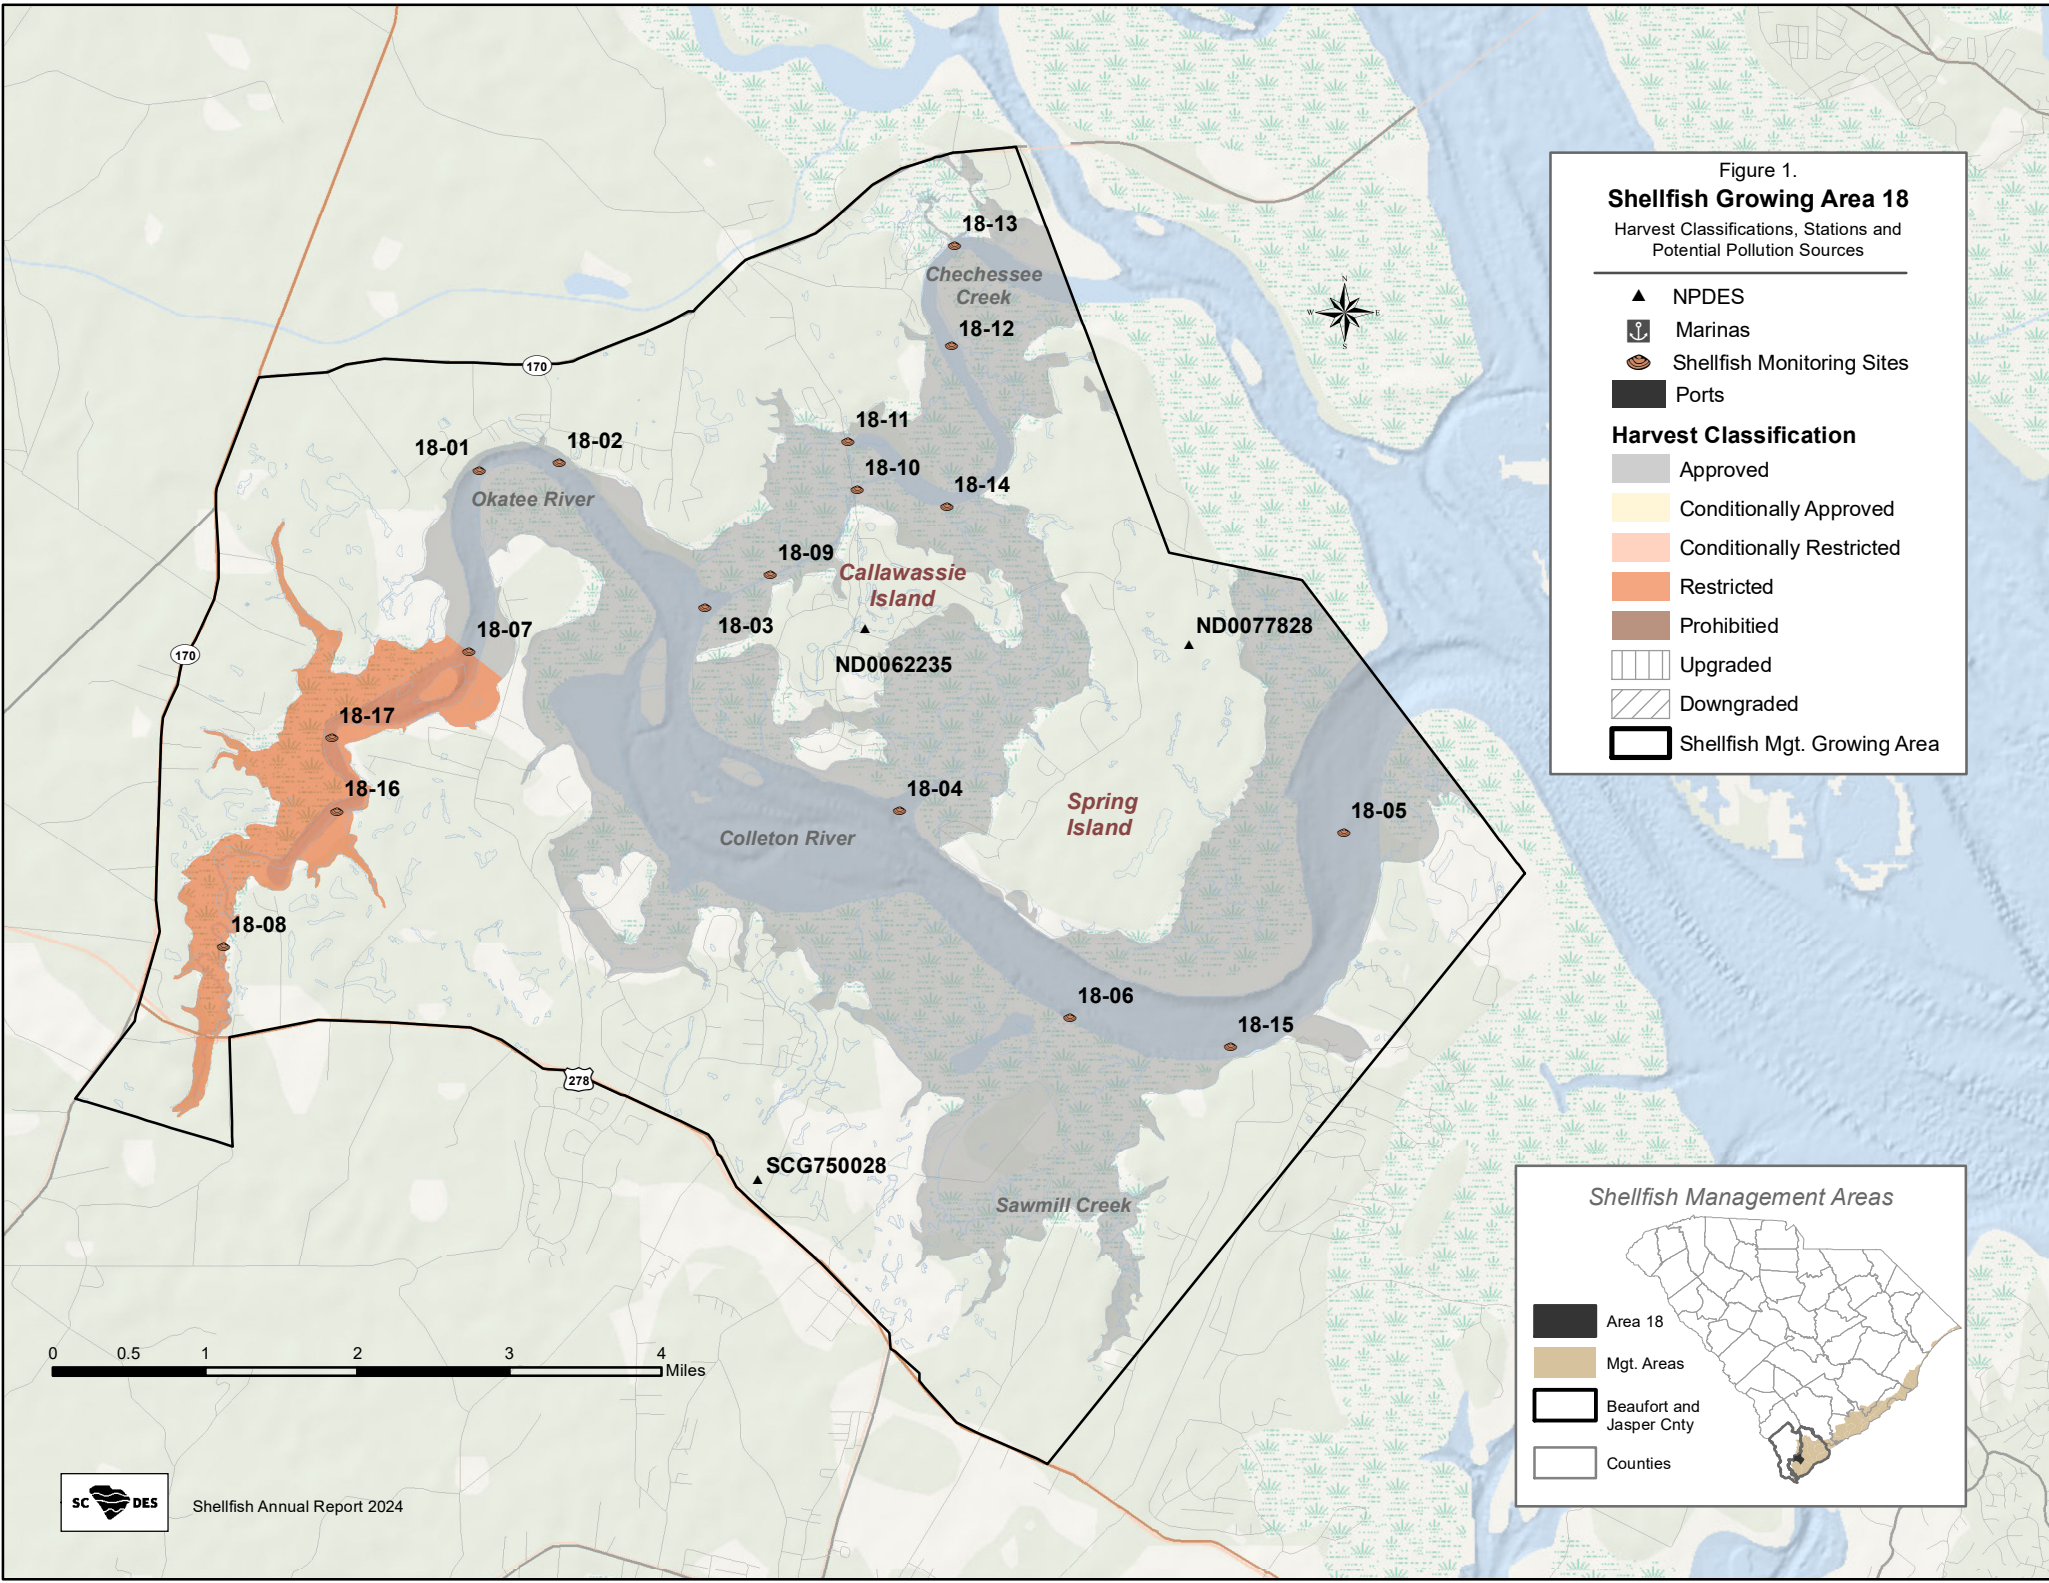 Figure 1.
Shellfish Growing Area 18
Harvest Classifications, Stations and
Potential Pollution Sources
NPDES
Marinas
Shellfish Monitoring Sites
Ports
Harvest Classification
Approved
Conditionally Approved
Conditionally Restricted
Restricted
Prohibitied
Upgraded
Downgraded
Shellfish Mgt. Growing Area
N
W
E
S
18-13
Chechessee
Creek
18-12
170
18-11
18-01
18-02
18-10
18-14
Okatee River
18-09
Callawassie
Island
18-03
18-07
ND0077828
170
ND0062235
18-17
18-16
18-04
Spring
Island
18-05
Colleton River
18-08
18-06
18-15
278
SCG750028
Sawmill Creek
Shellfish Management Areas
Area 18
Mgt. Areas
Beaufort and
Jasper Cnty
Counties
0 0.5 1 2 3 4
Miles
SC DES
Shellfish Annual Report 2024